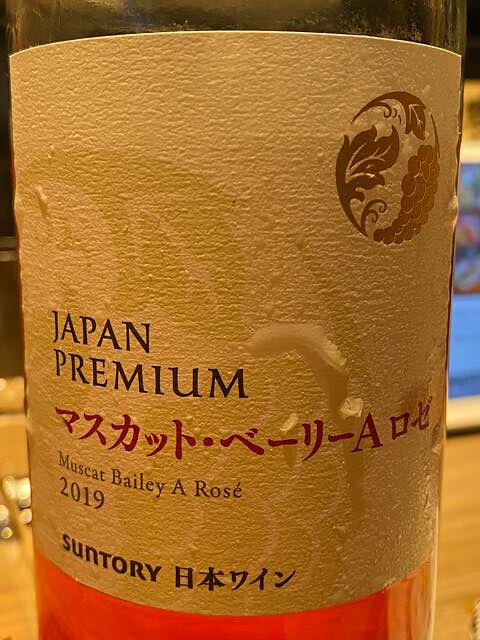 JAPAN
PREMIUM
マスカット・ベーリーA ロゼ
Muscat Bailey A Rosé
2019
SUNTORY 日本ワイン